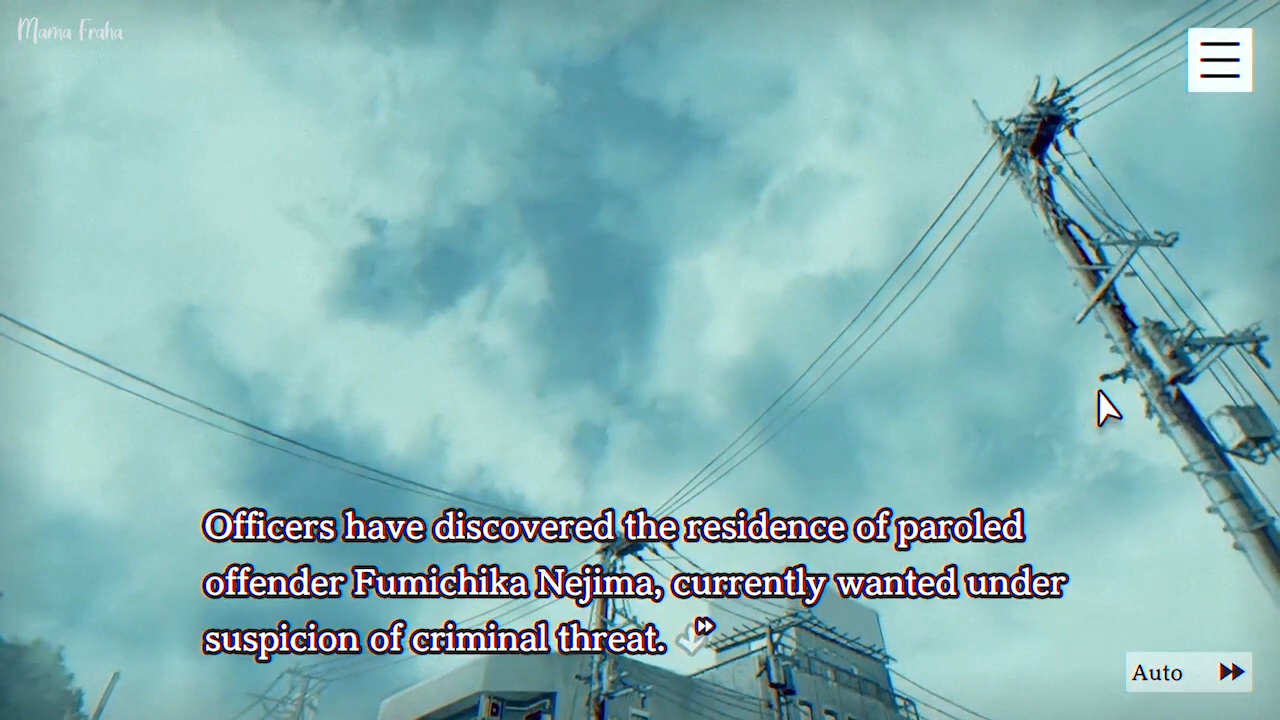 Mama Fraha
Officers have discovered the residence of paroled
offender Fumichika Nejima, currently wanted under
suspicion of criminal threat.
Auto